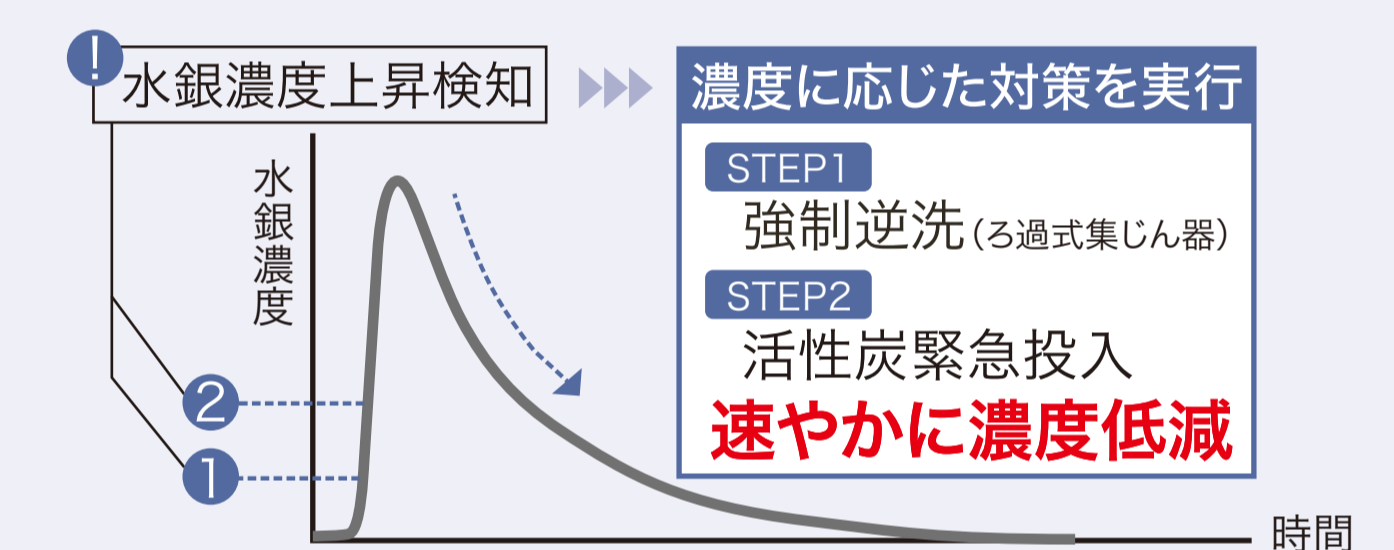 !
水銀濃度上昇検知
濃度に応じた対策を実行
STEP1
強制逆洗(ろ過式集じん器)
STEP2
活性炭緊急投入
速やかに濃度低減
水銀濃度
2
1
時間